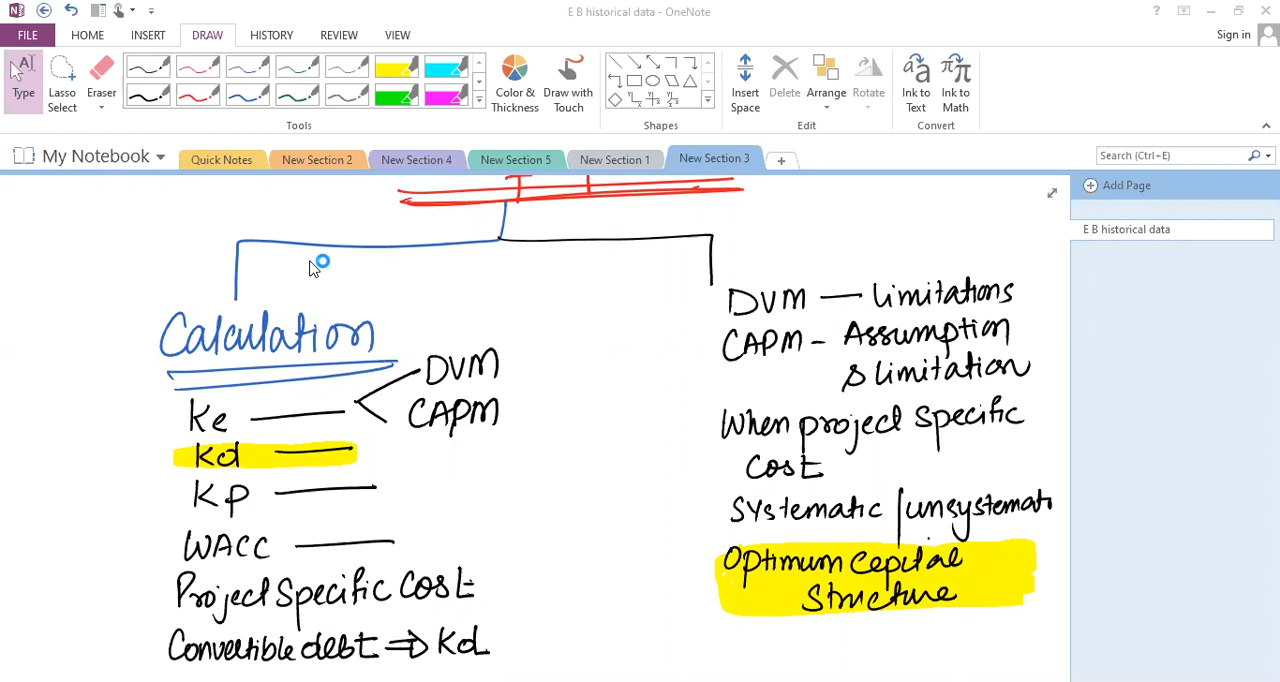 E B historical data - OneNote
?
FILE HOME INSERT DRAW HISTORY REVIEW VIEW
Sign in
Type
Lasso Select
Eraser
Color & Thickness
Draw with Touch
Insert Space
Delete
Arrange
Rotate
Ink to Text
Ink to Math
Tools
Shapes
Edit
Convert
My Notebook
Quick Notes
New Section 2
New Section 4
New Section 5
New Section 1
New Section 3
Search (Ctrl+E)
Add Page
E B historical data
Calculation
Ke
DVM
CAPM
Kd
Kp
WACC
Project Specific Cost
Convertible debt ⇒ Kd
DVM — Limitations
CAPM - Assumption
& limitation
When project Specific
Cost
Systematic / unsystemati
Optimum Cepital
Structure